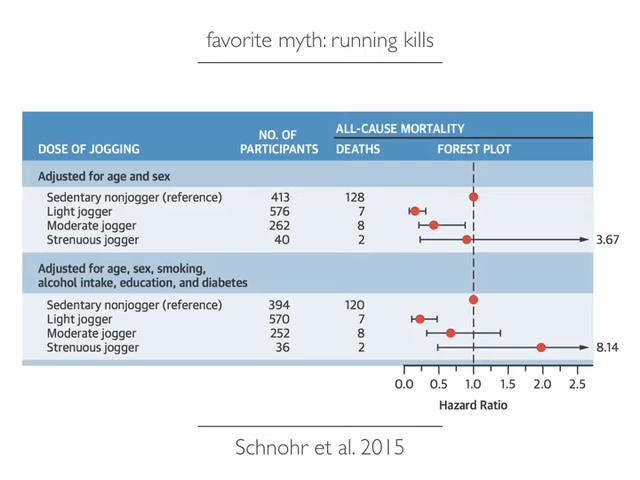 favorite myth: running kills
ALL-CAUSE MORTALITY
DOSE OF JOGGING NO. OF PARTICIPANTS DEATHS FOREST PLOT
Adjusted for age and sex
Sedentary nonjogger (reference) 413 128
Light jogger 576 7
Moderate jogger 262 8
Strenuous jogger 40 2 3.67
Adjusted for age, sex, smoking,
alcohol intake, education, and diabetes
Sedentary nonjogger (reference) 394 120
Light jogger 570 7
Moderate jogger 252 8
Strenuous jogger 36 2 8.14
0.0 0.5 1.0 1.5 2.0 2.5
Hazard Ratio
Schnohr et al. 2015